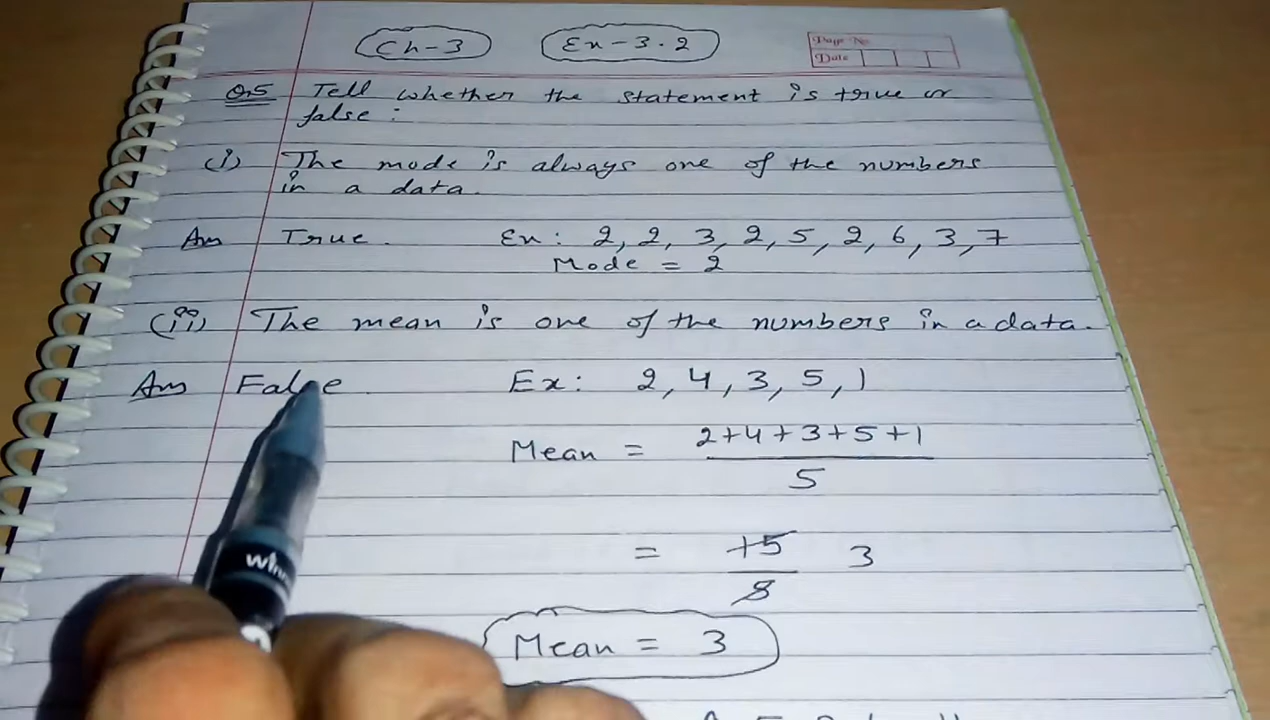 Ch-3 Ex-3.2
Page No.
Date
Q.5 Tell whether the statement is true or
false :
(i) The mode is always one of the numbers
in a data.
Ans True. Ex: 2, 2, 3, 2, 5, 2, 6, 3, 7
Mode = 2
(ii) The mean is one of the numbers in a data.
Ans False. Ex: 2, 4, 3, 5, 1
Mean = 2+4+3+5+1
5
= 15 3
5
Mean = 3